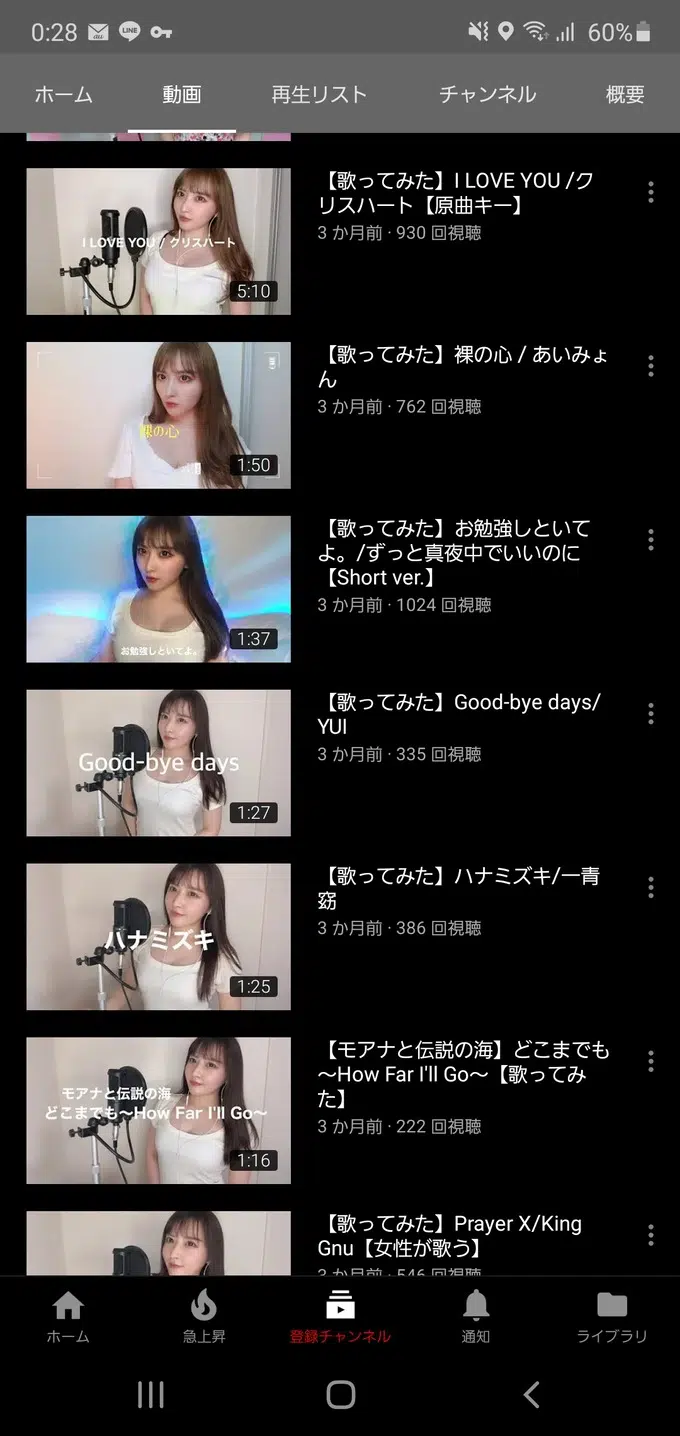 0:28
LINE
60%
ホーム
動画
再生リスト
チャンネル
概要
I LOVE YOU / クリスハート
5:10
【歌ってみた】I LOVE YOU /ク
リスハート【原曲キー】
3 か月前 · 930 回視聴
裸の心
1:50
【歌ってみた】裸の心 / あいみょ
ん
3 か月前 · 762 回視聴
お勉強しといてよ。
1:37
【歌ってみた】お勉強しといて
よ。/ずっと真夜中でいいのに
【Short ver.】
3 か月前 · 1024 回視聴
Good-bye days
1:27
【歌ってみた】Good-bye days/
YUI
3 か月前 · 335 回視聴
ハナミズキ
1:25
【歌ってみた】ハナミズキ/一青
窈
3 か月前 · 386 回視聴
モアナと伝説の海
どこまでも〜How Far I'll Go〜
1:16
【モアナと伝説の海】どこまでも
〜How Far I'll Go〜【歌ってみ
た】
3 か月前 · 222 回視聴
【歌ってみた】Prayer X/King
Gnu【女性が歌う】
3 か月前 · 546 回視聴
ホーム
急上昇
登録チャンネル
通知
ライブラリ